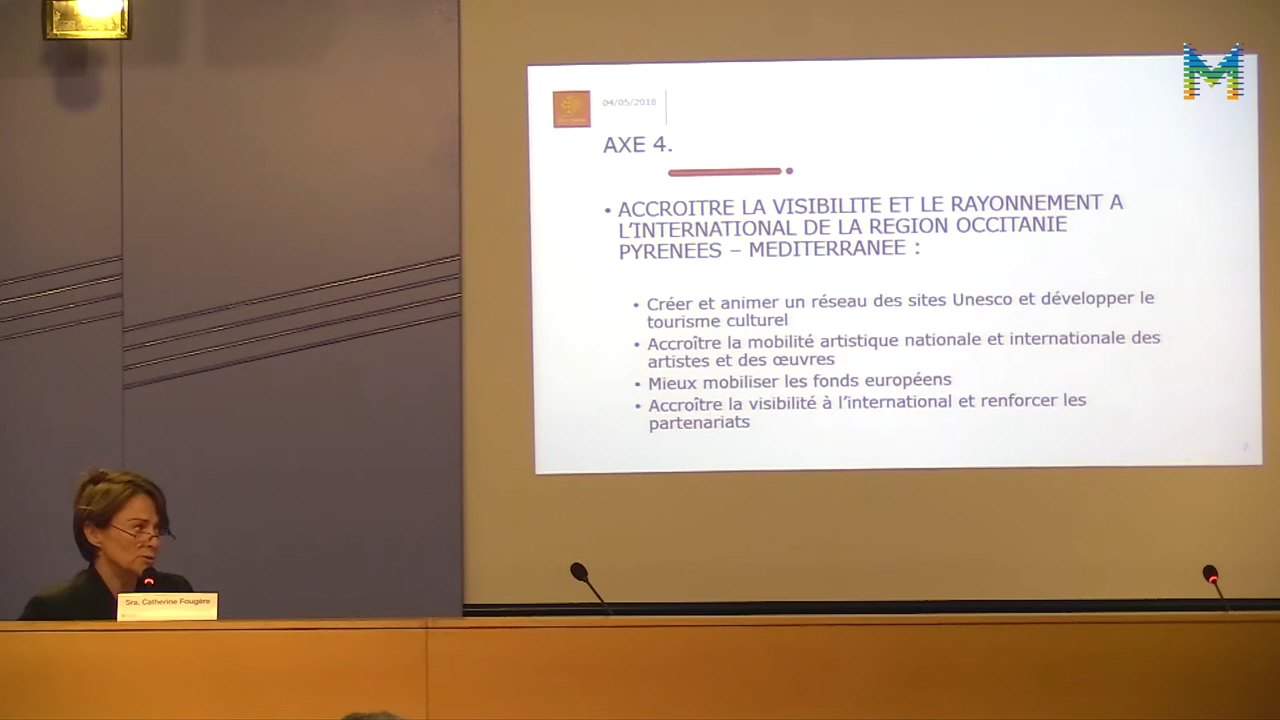 04/05/2018
AXE 4.
• ACCROITRE LA VISIBILITE ET LE RAYONNEMENT A
L'INTERNATIONAL DE LA REGION OCCITANIE
PYRENEES – MEDITERRANEE :
• Créer et animer un réseau des sites Unesco et développer le
tourisme culturel
• Accroître la mobilité artistique nationale et internationale des
artistes et des œuvres
• Mieux mobiliser les fonds européens
• Accroître la visibilité à l'international et renforcer les
partenariats
Sra. Catherine Fougère
M